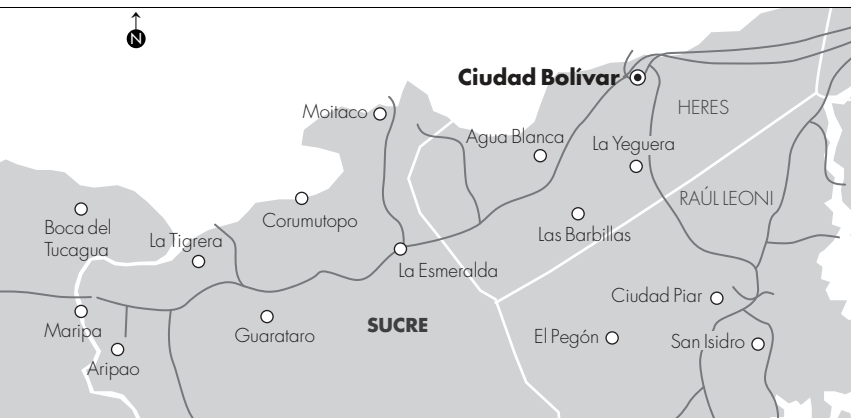 N
Ciudad Bolívar
HERES
Moitaco
Agua Blanca
La Yeguera
RAÚL LEONI
Corumutopo
Boca del
Tucagua
La Tigrera
Las Barbillas
La Esmeralda
Ciudad Piar
Maripa
Guarataro
SUCRE
El Pegón
San Isidro
Aripao